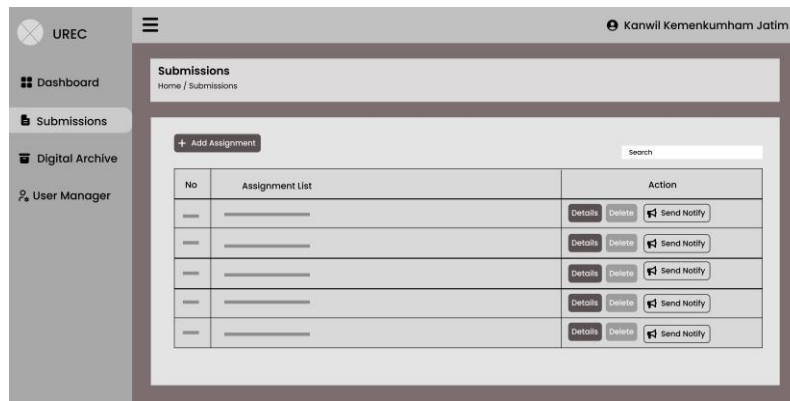 UREC
Kanwil Kemenkumham Jatim
Dashboard
Submissions
Digital Archive
User Manager
Submissions
Home / Submissions
+ Add Assignment
Search
No Assignment List Action
Details Delete Send Notify
Details Delete Send Notify
Details Delete Send Notify
Details Delete Send Notify
Details Delete Send Notify